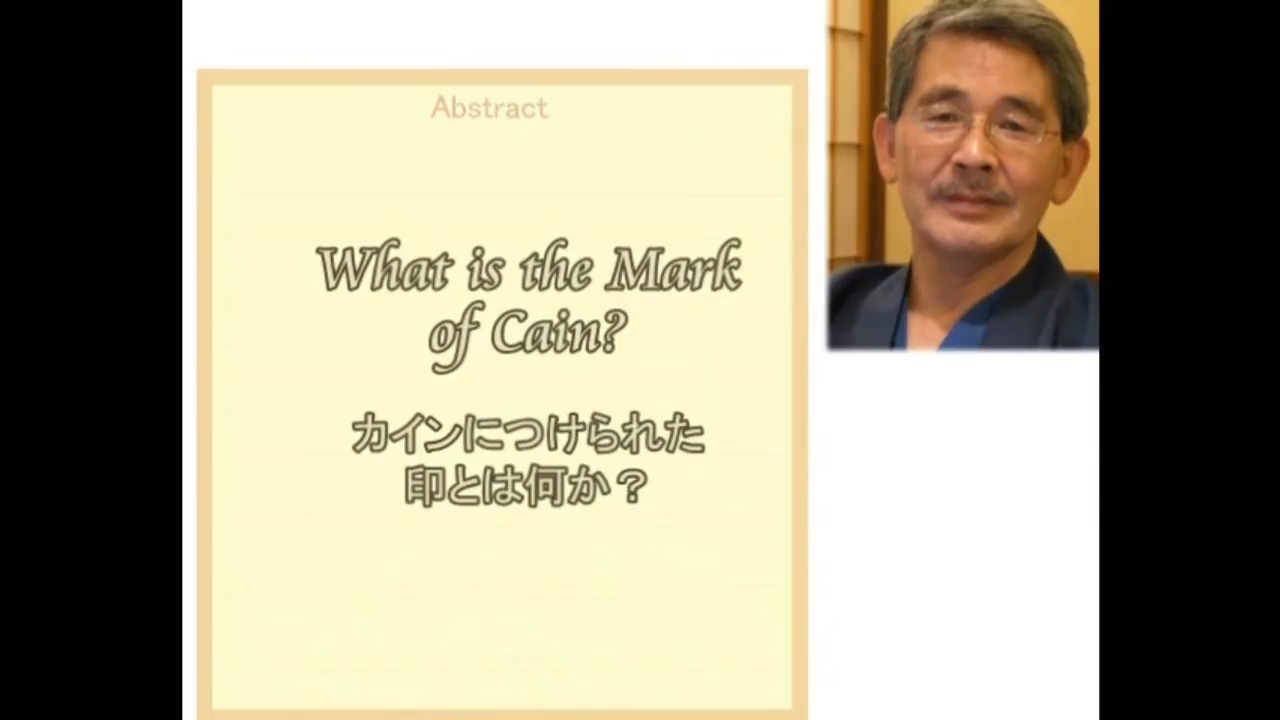 Abstract
What is the Mark
of Cain?
カインにつけられた
印とは何か？